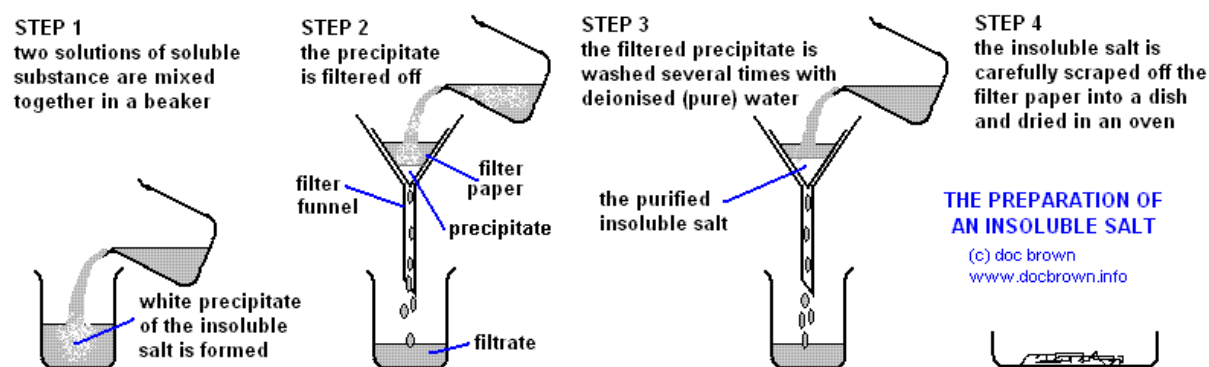 STEP 1
two solutions of soluble
substance are mixed
together in a beaker
white precipitate
of the insoluble
salt is formed
STEP 2
the precipitate
is filtered off
filter
paper
filter
funnel
precipitate
filtrate
STEP 3
the filtered precipitate is
washed several times with
deionised (pure) water
the purified
insoluble salt
STEP 4
the insoluble salt is
carefully scraped off the
filter paper into a dish
and dried in an oven
THE PREPARATION OF
AN INSOLUBLE SALT
(c) doc brown
www.docbrown.info